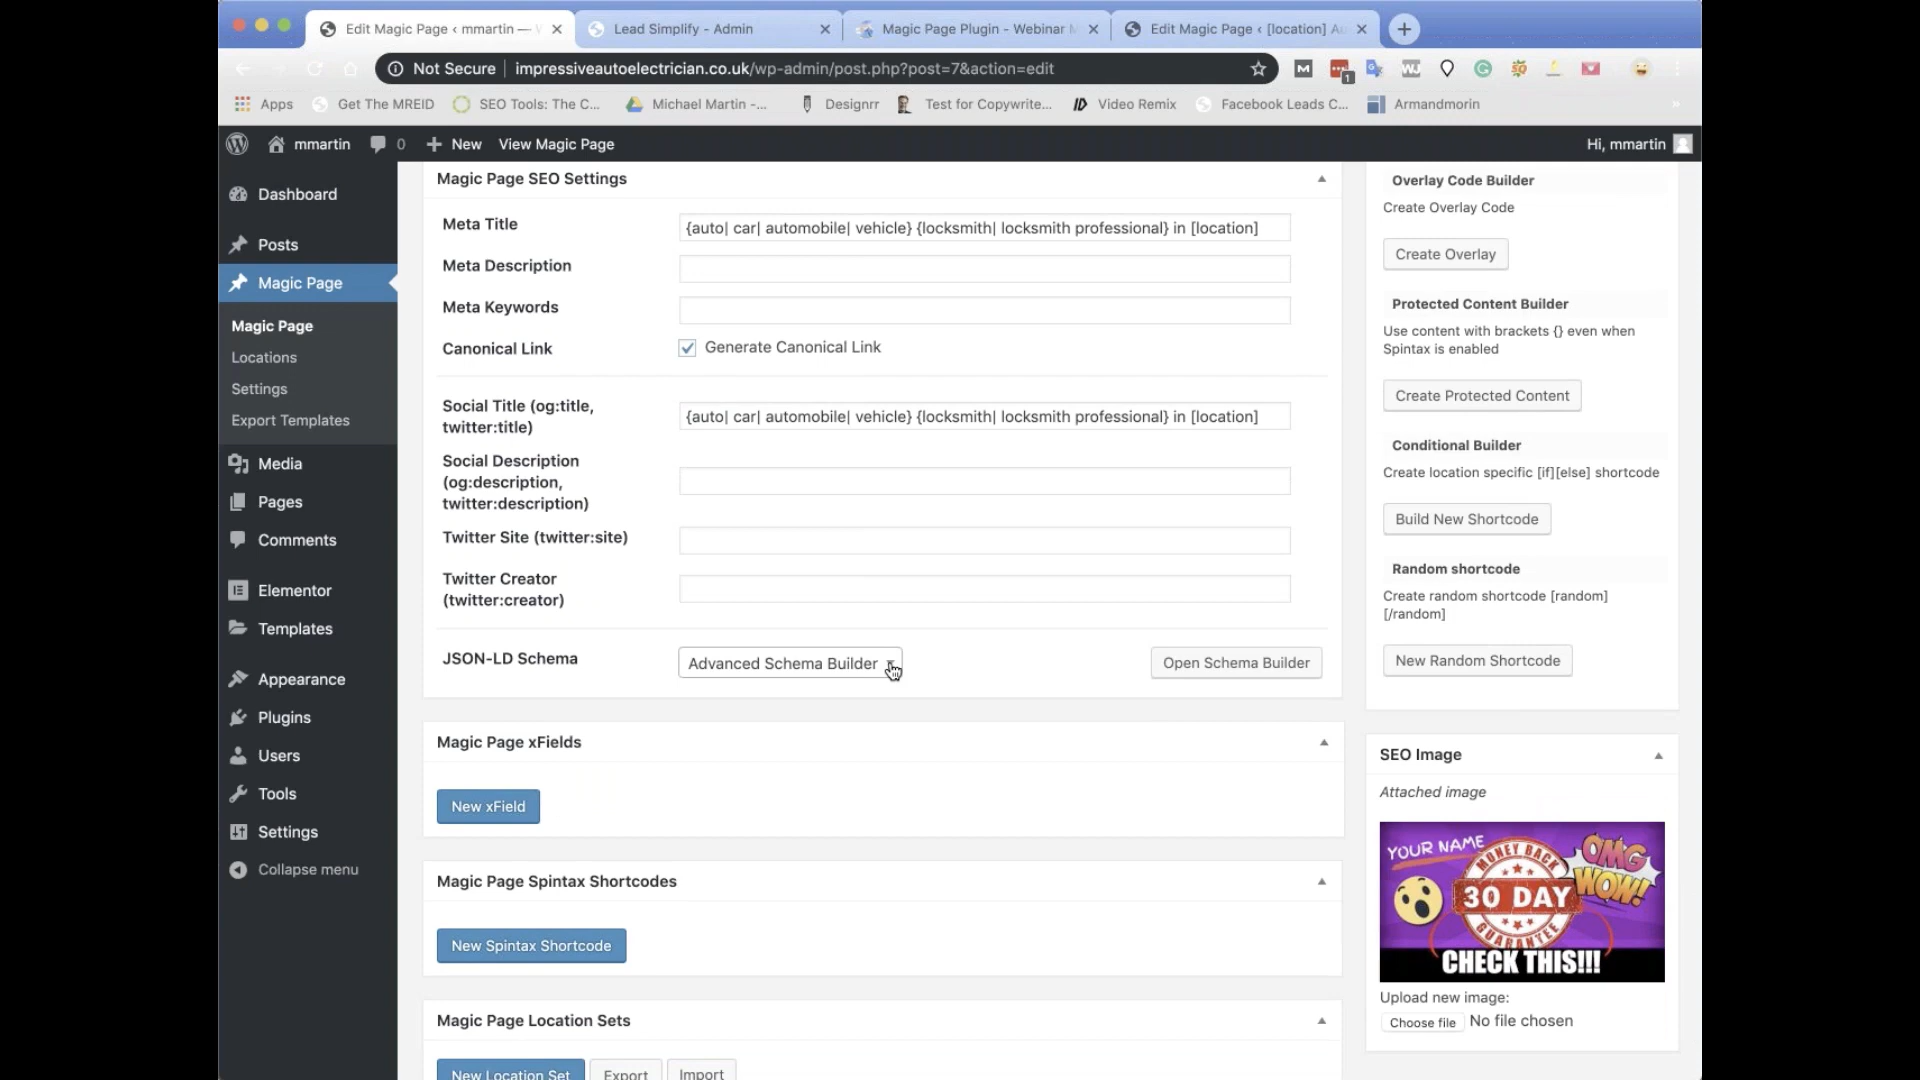 Edit Magic Page ‹ mmartin —
Lead Simplify - Admin
Magic Page Plugin - Webinar
Edit Magic Page ‹ [location] Au
Not Secure
impressiveautoelectrician.co.uk/wp-admin/post.php?post=7&action=edit
Apps
Get The MREID
SEO Tools: The C...
Michael Martin -...
Designrr
Test for Copywrite...
Video Remix
Facebook Leads C...
Armandmorin
mmartin
0
New
View Magic Page
Hi, mmartin
Dashboard
Posts
Magic Page
Magic Page
Locations
Settings
Export Templates
Media
Pages
Comments
Elementor
Templates
Appearance
Plugins
Users
Tools
Settings
Collapse menu
Magic Page SEO Settings
Meta Title
{auto| car| automobile| vehicle} {locksmith| locksmith professional} in [location]
Meta Description
Meta Keywords
Canonical Link
Generate Canonical Link
Social Title (og:title,
twitter:title)
{auto| car| automobile| vehicle} {locksmith| locksmith professional} in [location]
Social Description
(og:description,
twitter:description)
Twitter Site (twitter:site)
Twitter Creator
(twitter:creator)
JSON-LD Schema
Advanced Schema Builder
Open Schema Builder
Magic Page xFields
New xField
Magic Page Spintax Shortcodes
New Spintax Shortcode
Magic Page Location Sets
New Location Set
Export
Import
Overlay Code Builder
Create Overlay Code
Create Overlay
Protected Content Builder
Use content with brackets {} even when
Spintax is enabled
Create Protected Content
Conditional Builder
Create location specific [if][else] shortcode
Build New Shortcode
Random shortcode
Create random shortcode [random]
[/random]
New Random Shortcode
SEO Image
Attached image
YOUR NAME
MONEY BACK
30 DAY
GUARANTEE
OMG
WOW!
CHECK THIS!!!
Upload new image:
Choose file
No file chosen